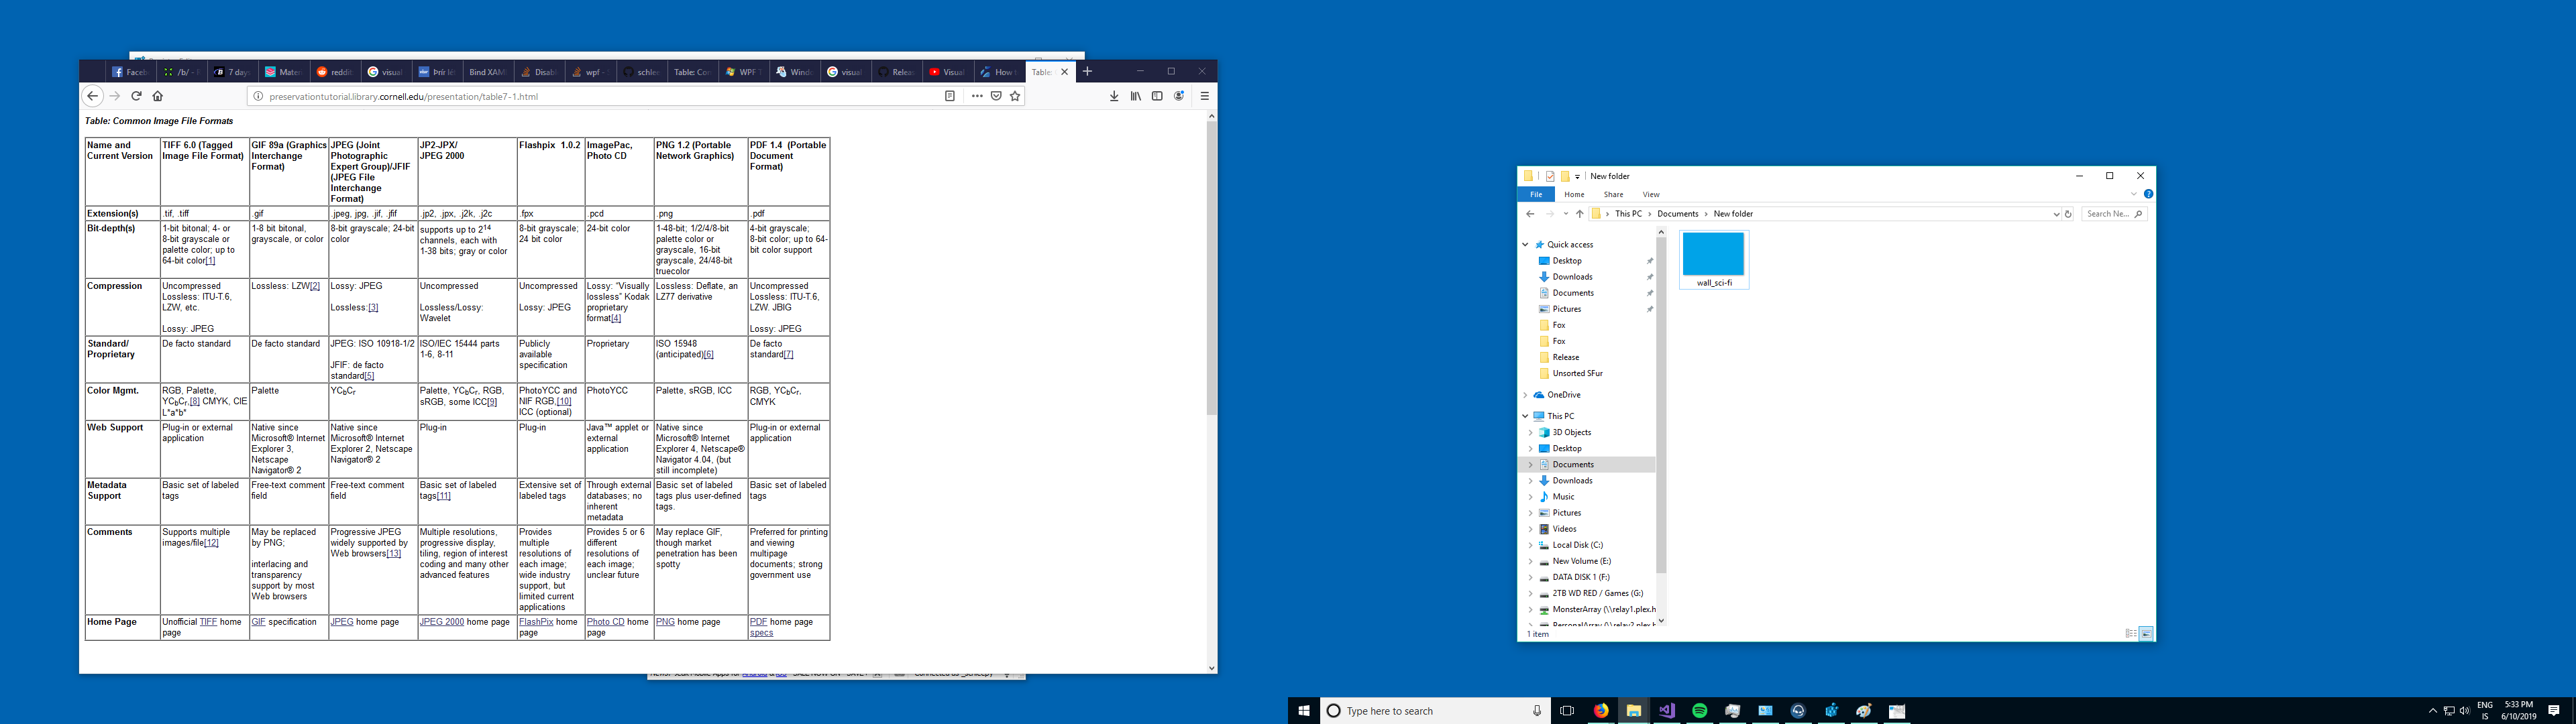 Faceb
/b/ - R
7 days
Mater
reddit
visual
Þrír lé
Bind XAML
Disabl
wpf -
schlee
Table: Com
WPF T
Windo
visual
Releas
Visual
How t
Table: C
preservationtutorial.library.cornell.edu/presentation/table7-1.html
Table: Common Image File Formats
Name and Current Version
TIFF 6.0 (Tagged Image File Format)
GIF 89a (Graphics Interchange Format)
JPEG (Joint Photographic Expert Group)/JFIF (JPEG File Interchange Format)
JP2-JPX/ JPEG 2000
Flashpix 1.0.2
ImagePac, Photo CD
PNG 1.2 (Portable Network Graphics)
PDF 1.4 (Portable Document Format)
Extension(s)
.tif, .tiff
.gif
.jpeg, jpg, .jif, .jfif
.jp2, .jpx, .j2k, .j2c
.fpx
.pcd
.png
.pdf
Bit-depth(s)
1-bit bitonal; 4- or 8-bit grayscale or palette color; up to 64-bit color[1]
1-8 bit bitonal, grayscale, or color
8-bit grayscale; 24-bit color
supports up to 2^14 channels, each with 1-38 bits; gray or color
8-bit grayscale; 24 bit color
24-bit color
1-48-bit; 1/2/4/8-bit palette color or grayscale, 16-bit grayscale, 24/48-bit truecolor
4-bit grayscale; 8-bit color; up to 64-bit color support
Compression
Uncompressed
Lossless: ITU-T.6, LZW, etc.
Lossy: JPEG
Lossless: LZW[2]
Lossy: JPEG
Lossless:[3]
Uncompressed
Lossless/Lossy: Wavelet
Uncompressed
Lossy: JPEG
Lossy: “Visually lossless” Kodak proprietary format[4]
Lossless: Deflate, an LZ77 derivative
Uncompressed
Lossless: ITU-T.6, LZW. JBIG
Lossy: JPEG
Standard/ Proprietary
De facto standard
De facto standard
JPEG: ISO 10918-1/2
JFIF: de facto standard[5]
ISO/IEC 15444 parts 1-6, 8-11
Publicly available specification
Proprietary
ISO 15948 (anticipated)[6]
De facto standard[7]
Color Mgmt.
RGB, Palette, YCbCr,[8] CMYK, CIE L*a*b*
Palette
YCbCr
Palette, YCbCr, RGB, sRGB, some ICC[9]
PhotoYCC and NIF RGB,[10] ICC (optional)
PhotoYCC
Palette, sRGB, ICC
RGB, YCbCr, CMYK
Web Support
Plug-in or external application
Native since Microsoft® Internet Explorer 3, Netscape Navigator® 2
Native since Microsoft® Internet Explorer 2, Netscape Navigator® 2
Plug-in
Plug-in
Java™ applet or external application
Native since Microsoft® Internet Explorer 4, Netscape® Navigator 4.04, (but still incomplete)
Plug-in or external application
Metadata Support
Basic set of labeled tags
Free-text comment field
Free-text comment field
Basic set of labeled tags[11]
Extensive set of labeled tags
Through external databases; no inherent metadata
Basic set of labeled tags plus user-defined tags.
Basic set of labeled tags
Comments
Supports multiple images/file[12]
May be replaced by PNG;
interlacing and transparency support by most Web browsers
Progressive JPEG widely supported by Web browsers[13]
Multiple resolutions, progressive display, tiling, region of interest coding and many other advanced features
Provides multiple resolutions of each image; wide industry support, but limited current applications
Provides 5 or 6 different resolutions of each image; unclear future
May replace GIF, though market penetration has been spotty
Preferred for printing and viewing multipage documents; strong government use
Home Page
Unofficial TIFF home page
GIF specification
JPEG home page
JPEG 2000 home page
FlashPix home page
Photo CD home page
PNG home page
PDF home page specs
New folder
File
Home
Share
View
This PC
Documents
New folder
Search Ne...
Quick access
Desktop
Downloads
Documents
Pictures
Fox
Fox
Release
Unsorted SFur
OneDrive
This PC
3D Objects
Desktop
Documents
Downloads
Music
Pictures
Videos
Local Disk (C:)
New Volume (E:)
DATA DISK 1 (F:)
2TB WD RED / Games (G:)
MonsterArray (\\relay1.plex.h
PersonalArray (\\relay2.plex.h
wall_sci-fi
1 item
Type here to search
ENG
IS
5:33 PM
6/10/2019